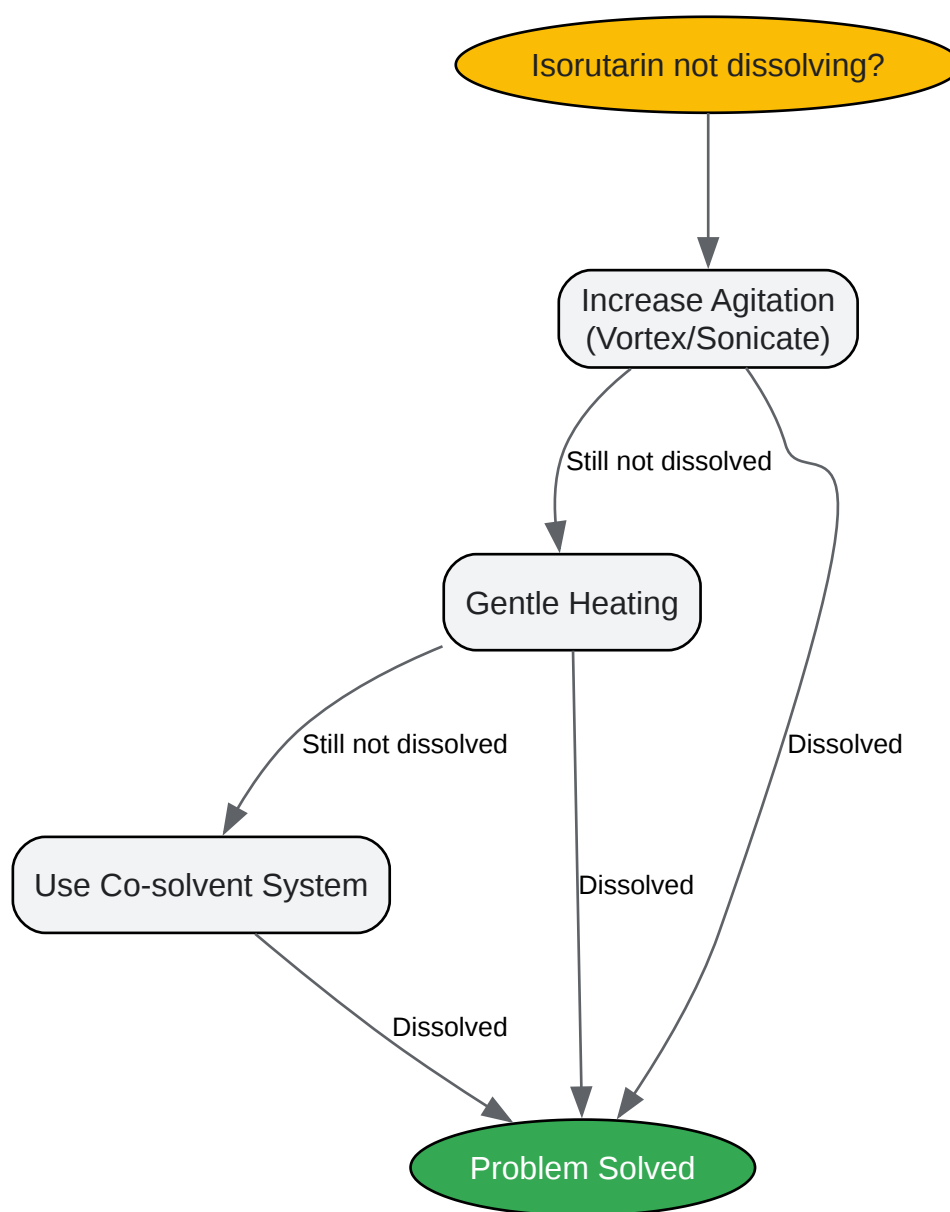 Isorutarin not dissolving?
Increase Agitation
(Vortex/Sonicate)
Still not dissolved
Gentle Heating
Still not dissolved
Dissolved
Use Co-solvent System
Dissolved
Dissolved
Problem Solved